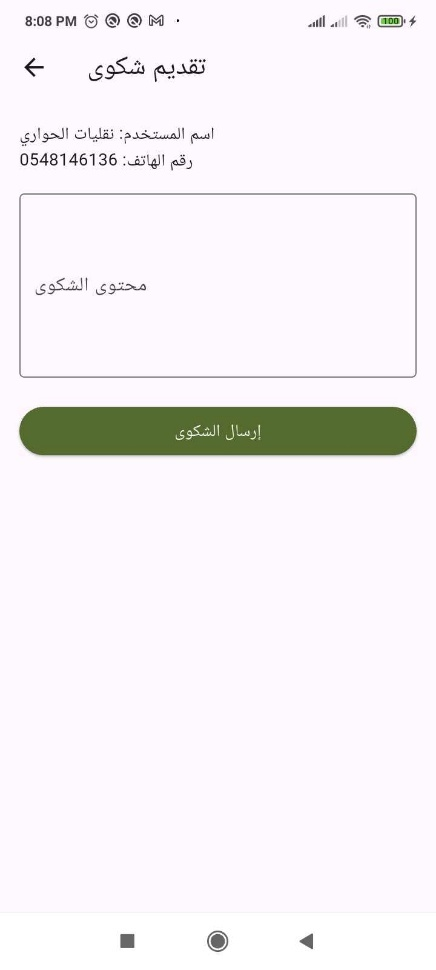 8:08 PM
100
تقديم شكوى
اسم المستخدم: نقليات الحواري
رقم الهاتف: 0548146136
محتوى الشكوى
إرسال الشكوى